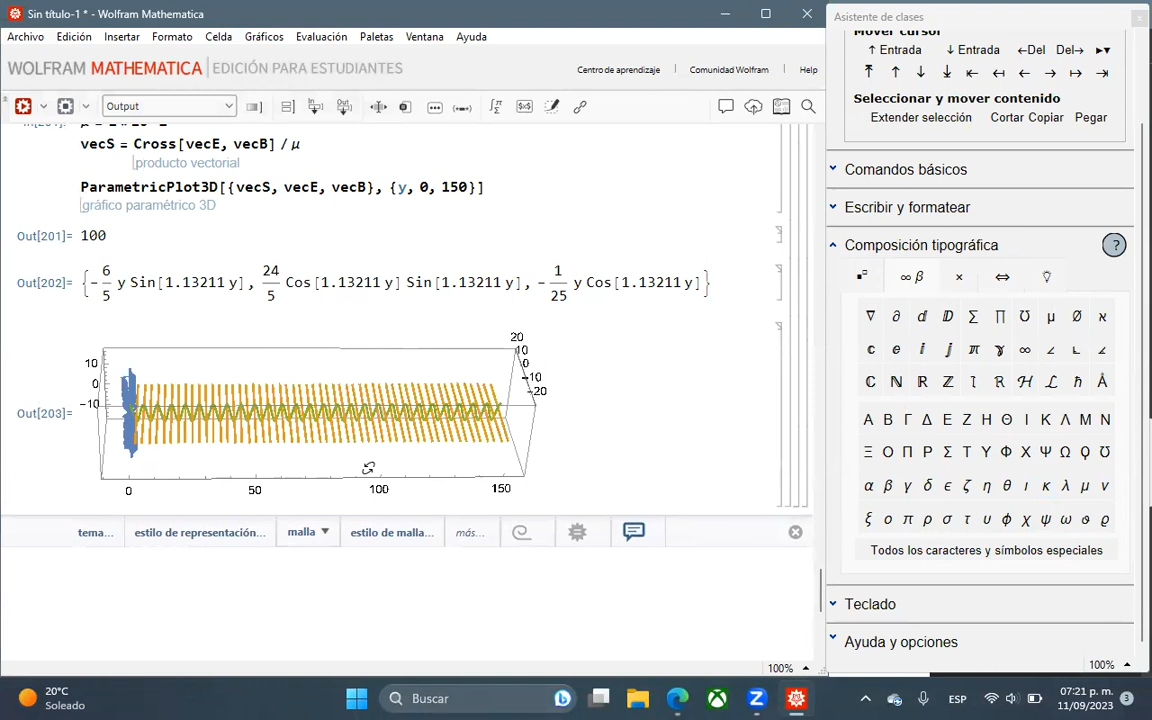 Sin título-1 * - Wolfram Mathematica
Archivo Edición Insertar Formato Celda Gráficos Evaluación Paletas Ventana Ayuda
WOLFRAM MATHEMATICA | EDICIÓN PARA ESTUDIANTES
Centro de aprendizaje | Comunidad Wolfram | Help
Output
vecS = Cross[vecE, vecB] / μ
producto vectorial
ParametricPlot3D[{vecS, vecE, vecB}, {y, 0, 150}]
gráfico paramétrico 3D
Out[201]= 100
Out[202]= {-6/5 y Sin[1.13211 y], 24/5 Cos[1.13211 y] Sin[1.13211 y], -1/25 y Cos[1.13211 y]}
Out[203]=
10
0
-10
20
10
0
-10
-20
0 50 100 150
tema... estilo de representación... malla estilo de malla... más...
100%
Asistente de clases
Mover cursor
↑ Entrada ↓ Entrada ←Del Del→ ▸▾
Seleccionar y mover contenido
Extender selección Cortar Copiar Pegar
Comandos básicos
Escribir y formatear
Composición tipográfica ?
∞ β
∇ ∂ ⅆ ⅅ ∑ ∏ ℧ μ Ø ℵ
Α Β Γ Δ Ε Ζ Η Θ Ι Κ Λ Μ Ν
Ξ Ο Π Ρ Σ Τ Υ Φ Χ Ψ Ω Ϙ ℧
α β γ δ ϵ ζ η θ ι κ λ μ ν
ξ ο π ρ σ τ υ ϕ χ ψ ω ϑ ϱ
Todos los caracteres y símbolos especiales
Teclado
Ayuda y opciones
100%
20°C
Soleado
Buscar
ESP
07:21 p. m.
11/09/2023
3